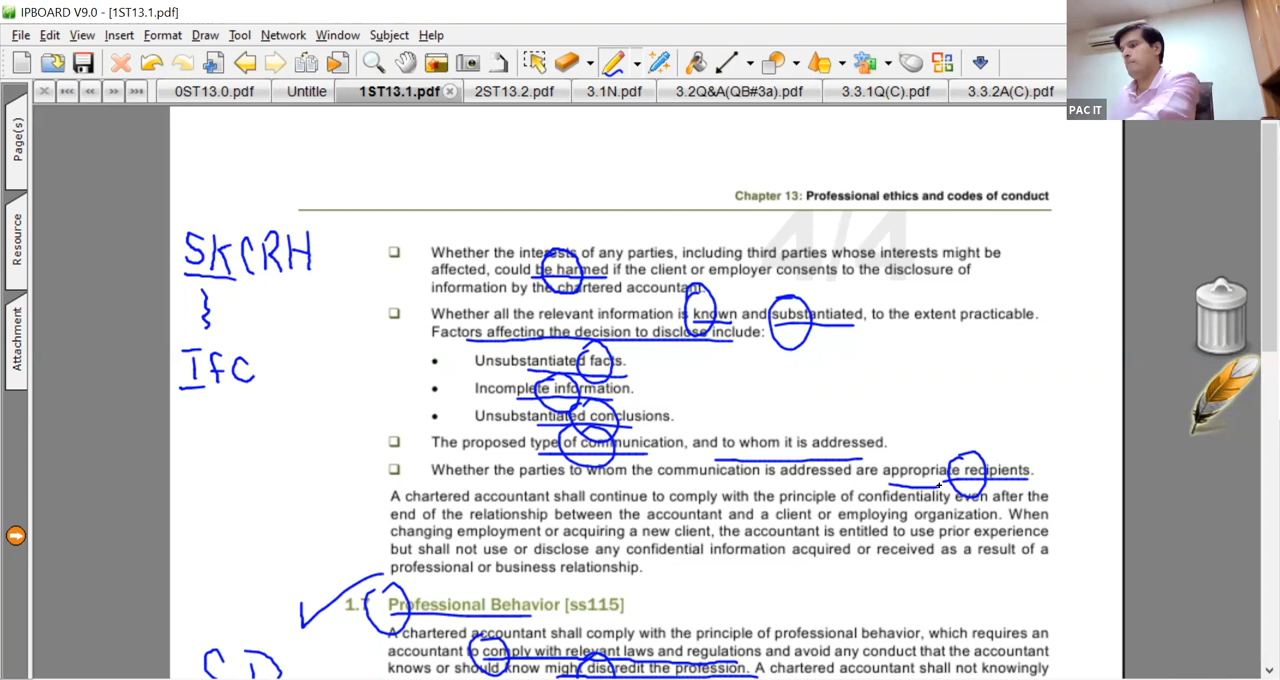 IPBOARD V9.0 - [1ST13.1.pdf]
File Edit View Insert Format Draw Tool Network Window Subject Help
0ST13.0.pdf Untitle 1ST13.1.pdf 2ST13.2.pdf 3.1N.pdf 3.2Q&A(QB#3a).pdf 3.3.1Q(C).pdf 3.3.2A(C).pdf
PAC IT
Page(s)
Resource
Attachment
Chapter 13: Professional ethics and codes of conduct
1/1
SKCRH
IfC
Whether the interests of any parties, including third parties whose interests might be
affected, could be harmed if the client or employer consents to the disclosure of
information by the chartered accountant.
Whether all the relevant information is known and substantiated, to the extent practicable.
Factors affecting the decision to disclose include:
• Unsubstantiated facts.
• Incomplete information.
• Unsubstantiated conclusions.
The proposed type of communication, and to whom it is addressed.
Whether the parties to whom the communication is addressed are appropriate recipients.
A chartered accountant shall continue to comply with the principle of confidentiality even after the
end of the relationship between the accountant and a client or employing organization. When
changing employment or acquiring a new client, the accountant is entitled to use prior experience
but shall not use or disclose any confidential information acquired or received as a result of a
professional or business relationship.
1.7 Professional Behavior [ss115]
A chartered accountant shall comply with the principle of professional behavior, which requires an
accountant to comply with relevant laws and regulations and avoid any conduct that the accountant
knows or should know might discredit the profession. A chartered accountant shall not knowingly
CD